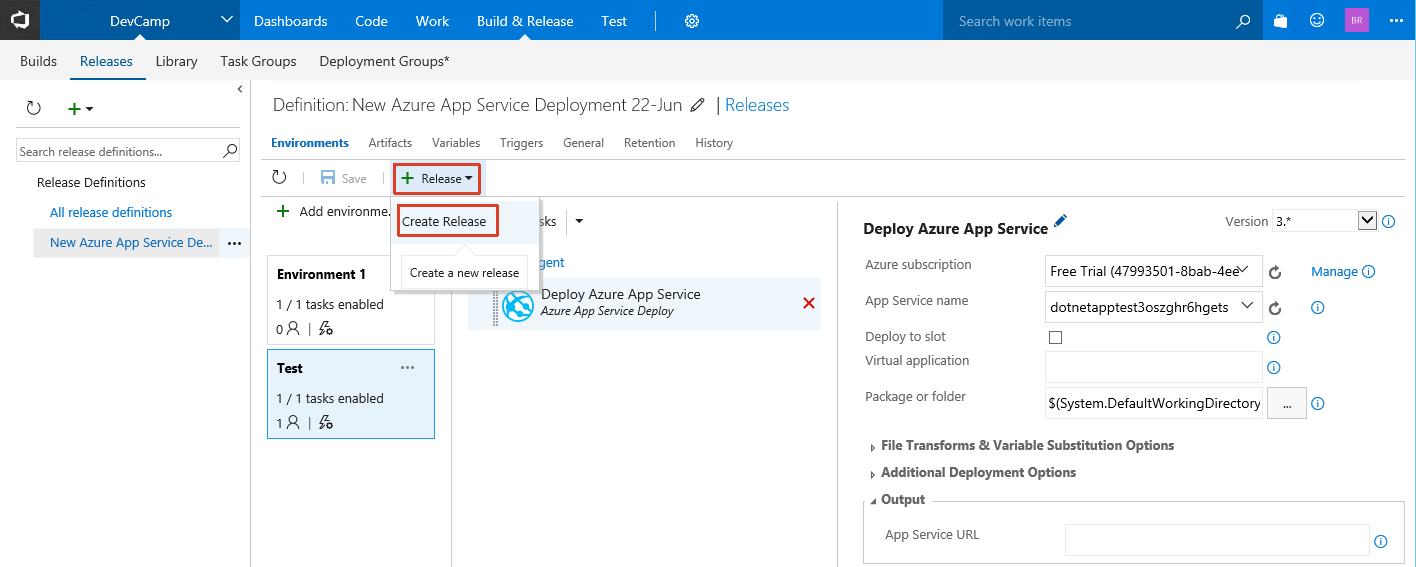 DevCamp Dashboards Code Work Build & Release Test Search work items BR ...
Builds Releases Library Task Groups Deployment Groups*
Search release definitions...
Release Definitions
All release definitions
New Azure App Service De... ...
Definition: New Azure App Service Deployment 22-Jun | Releases
Environments Artifacts Variables Triggers General Retention History
Save | + Release
Create Release
Create a new release
+ Add environme.
Environment 1
1 / 1 tasks enabled
0 |
Test ...
1 / 1 tasks enabled
1 |
Deploy Azure App Service
Azure App Service Deploy
Deploy Azure App Service Version 3.*
Azure subscription Free Trial (47993501-8bab-4ee Manage
App Service name dotnetapptest3oszghr6hgets
Deploy to slot
Virtual application
Package or folder $(System.DefaultWorkingDirectory ...
File Transforms & Variable Substitution Options
Additional Deployment Options
Output
App Service URL